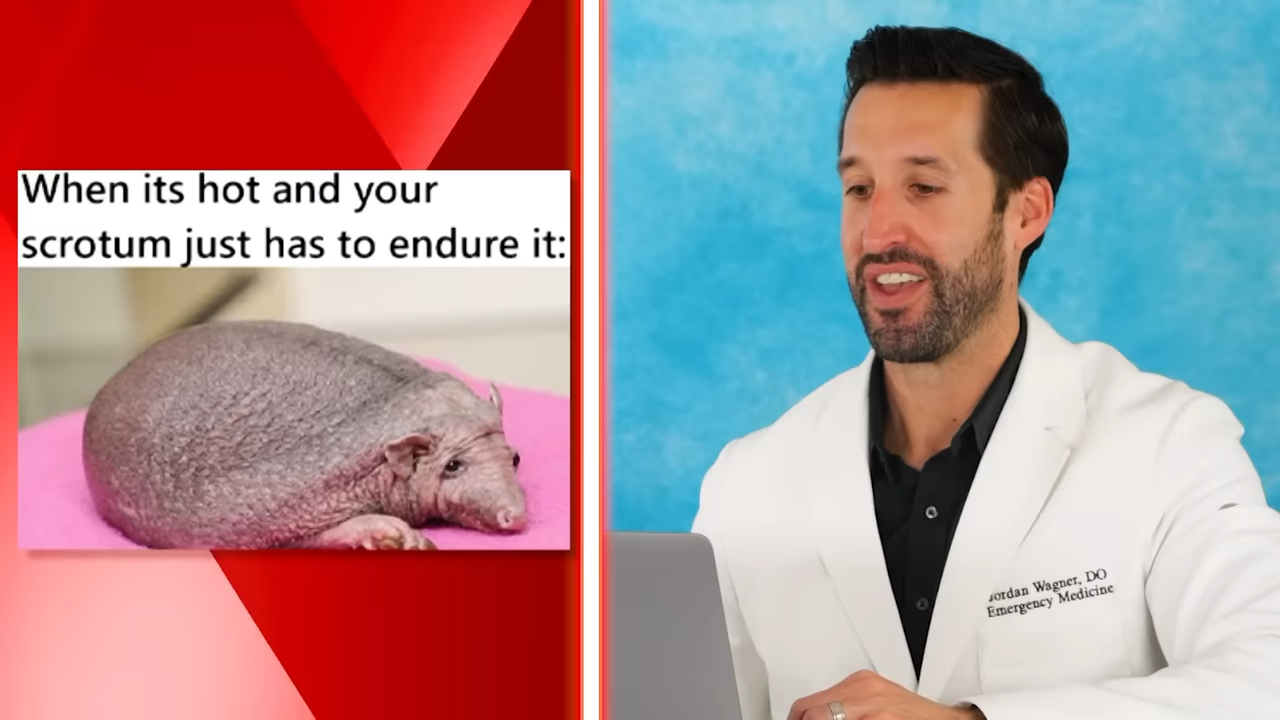 When its hot and your
scrotum just has to endure it:
Jordan Wagner, DO
Emergency Medicine